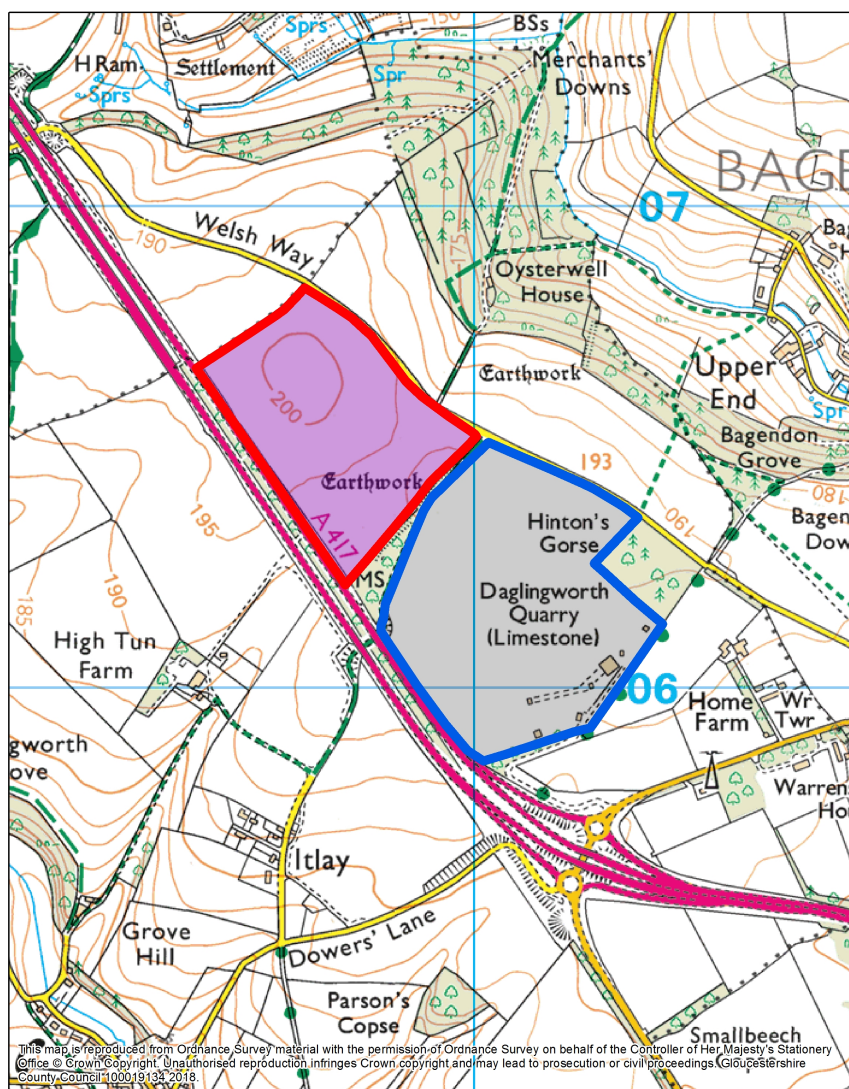 BSs
Sprs
H Ram
Settlement
Merchants'
Downs
Spr
Sprs
BAGE
07
Welsh Way
190
175
Bag
H
Oysterwell
House
Earthwork
Upper
End
200
Spr
Bagendon
Grove
193
Earthwork
180
190
195
A 417
Hinton's
Gorse
Bagen
Dow
MS
Daglingworth
Quarry
(Limestone)
190
185
High Tun
Farm
06
Home
Farm
Wr
Twr
gworth
ove
Warren
Ho
Itlay
Dowers' Lane
Grove
Hill
Parson's
Copse
Smallbeech
This map is reproduced from Ordnance Survey material with the permission of Ordnance Survey on behalf of the Controller of Her Majesty's Stationery
Office © Crown Copyright. Unauthorised reproduction infringes Crown copyright and may lead to prosecution or civil proceedings. Gloucestershire
County Council 100019134 2018.